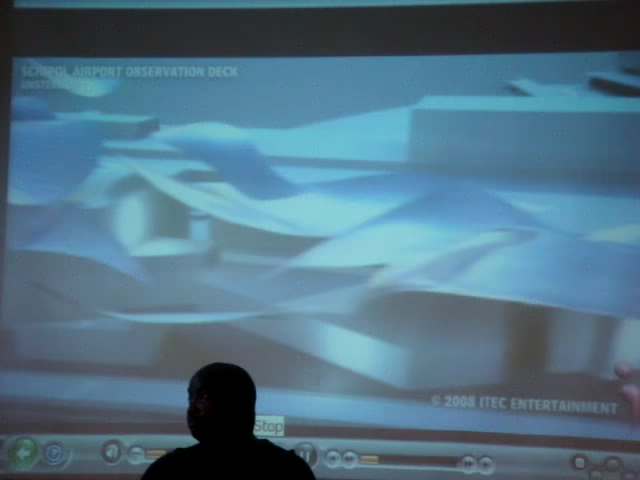 SCHIPOL AIRPORT OBSERVATION DECK
© 2008 ITEC ENTERTAINMENT
Stop